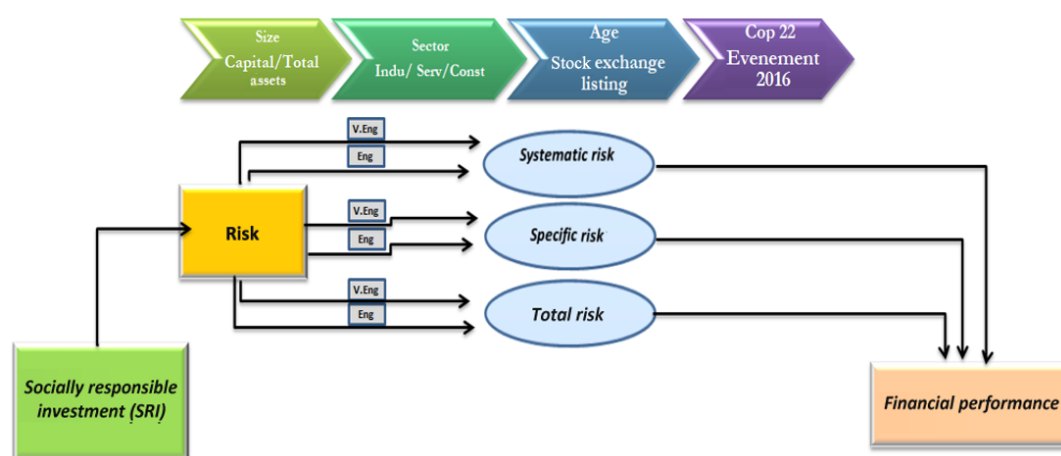 Size
Capital/Total
assets
Sector
Indu/ Serv/Const
Age
Stock exchange
listing
Cop 22
Evenement
2016
V.Eng
Eng
Systematic risk
Risk
V.Eng
Eng
Specific risk
V.Eng
Eng
Total risk
Socially responsible
investment (SRI)
Financial performance